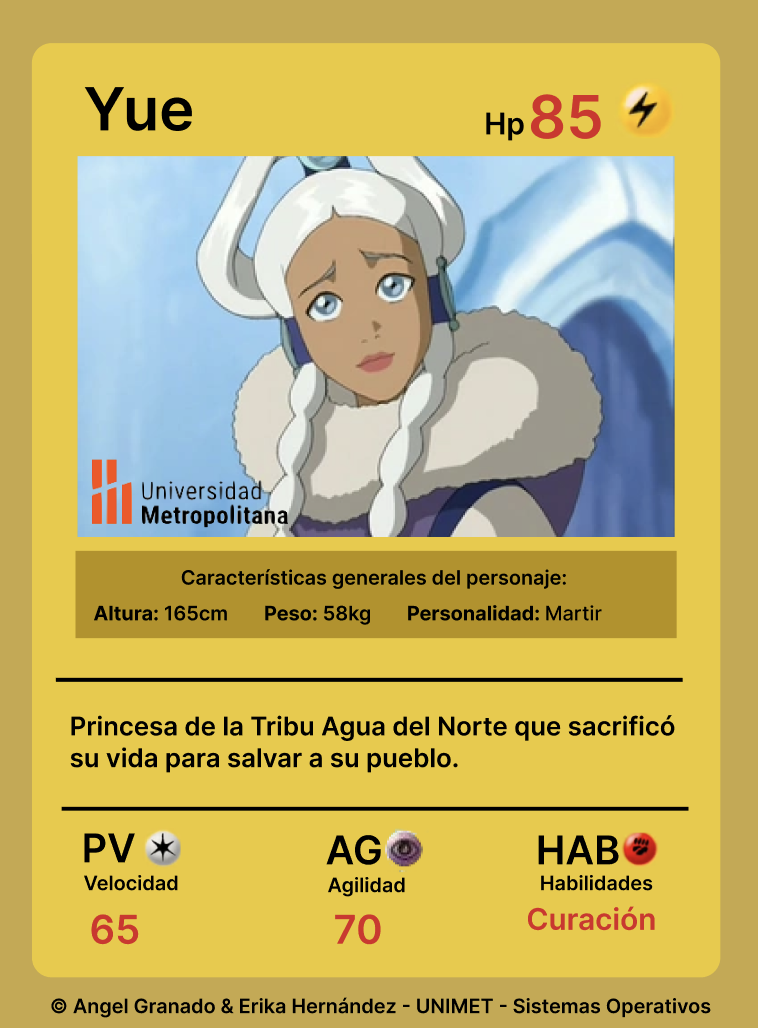 Yue
Hp 85
Universidad
Metropolitana
Características generales del personaje:
Altura: 165cm Peso: 58kg Personalidad: Martir
Princesa de la Tribu Agua del Norte que sacrificó
su vida para salvar a su pueblo.
PV AG HAB
Velocidad Agilidad Habilidades
65 70 Curación
© Angel Granado & Erika Hernández - UNIMET - Sistemas Operativos